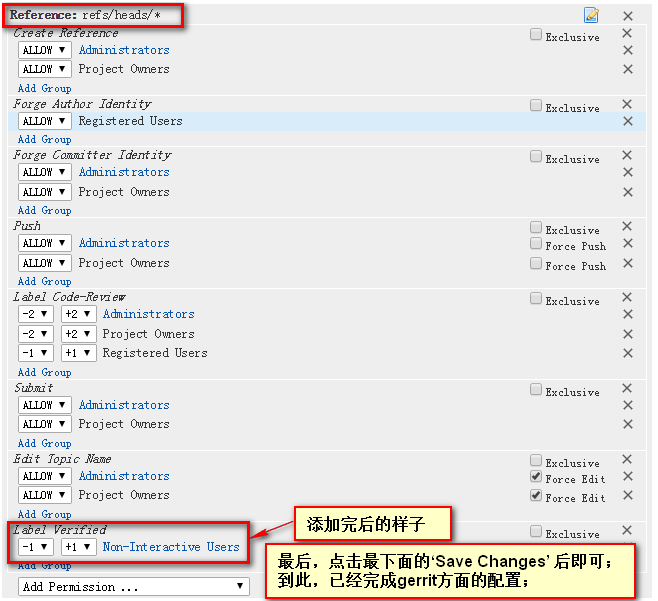 Reference: refs/heads/*
Create Reference Exclusive
ALLOW ▼ Administrators
ALLOW ▼ Project Owners
Add Group
Forge Author Identity Exclusive
ALLOW ▼ Registered Users
Add Group
Forge Committer Identity Exclusive
ALLOW ▼ Administrators
ALLOW ▼ Project Owners
Add Group
Push Exclusive
ALLOW ▼ Administrators Force Push
ALLOW ▼ Project Owners Force Push
Add Group
Label Code-Review Exclusive
-2 ▼ +2 ▼ Administrators
-2 ▼ +2 ▼ Project Owners
-1 ▼ +1 ▼ Registered Users
Add Group
Submit Exclusive
ALLOW ▼ Administrators
ALLOW ▼ Project Owners
Add Group
Edit Topic Name Exclusive
ALLOW ▼ Administrators Force Edit
ALLOW ▼ Project Owners Force Edit
Add Group
Label Verified Exclusive
-1 ▼ +1 ▼ Non-Interactive Users
Add Group
Add Permission ... ▼
添加完后的样子
最后，点击最下面的‘Save Changes’ 后即可；
到此，已经完成gerrit方面的配置；